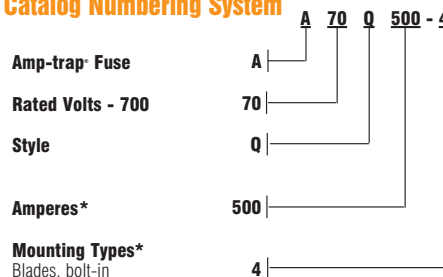 Catalog Numbering System
A 70 Q 500 - 4
Amp-trap® Fuse A
Rated Volts - 700 70
Style Q
Amperes* 500
Mounting Types*
Blades, bolt-in 4